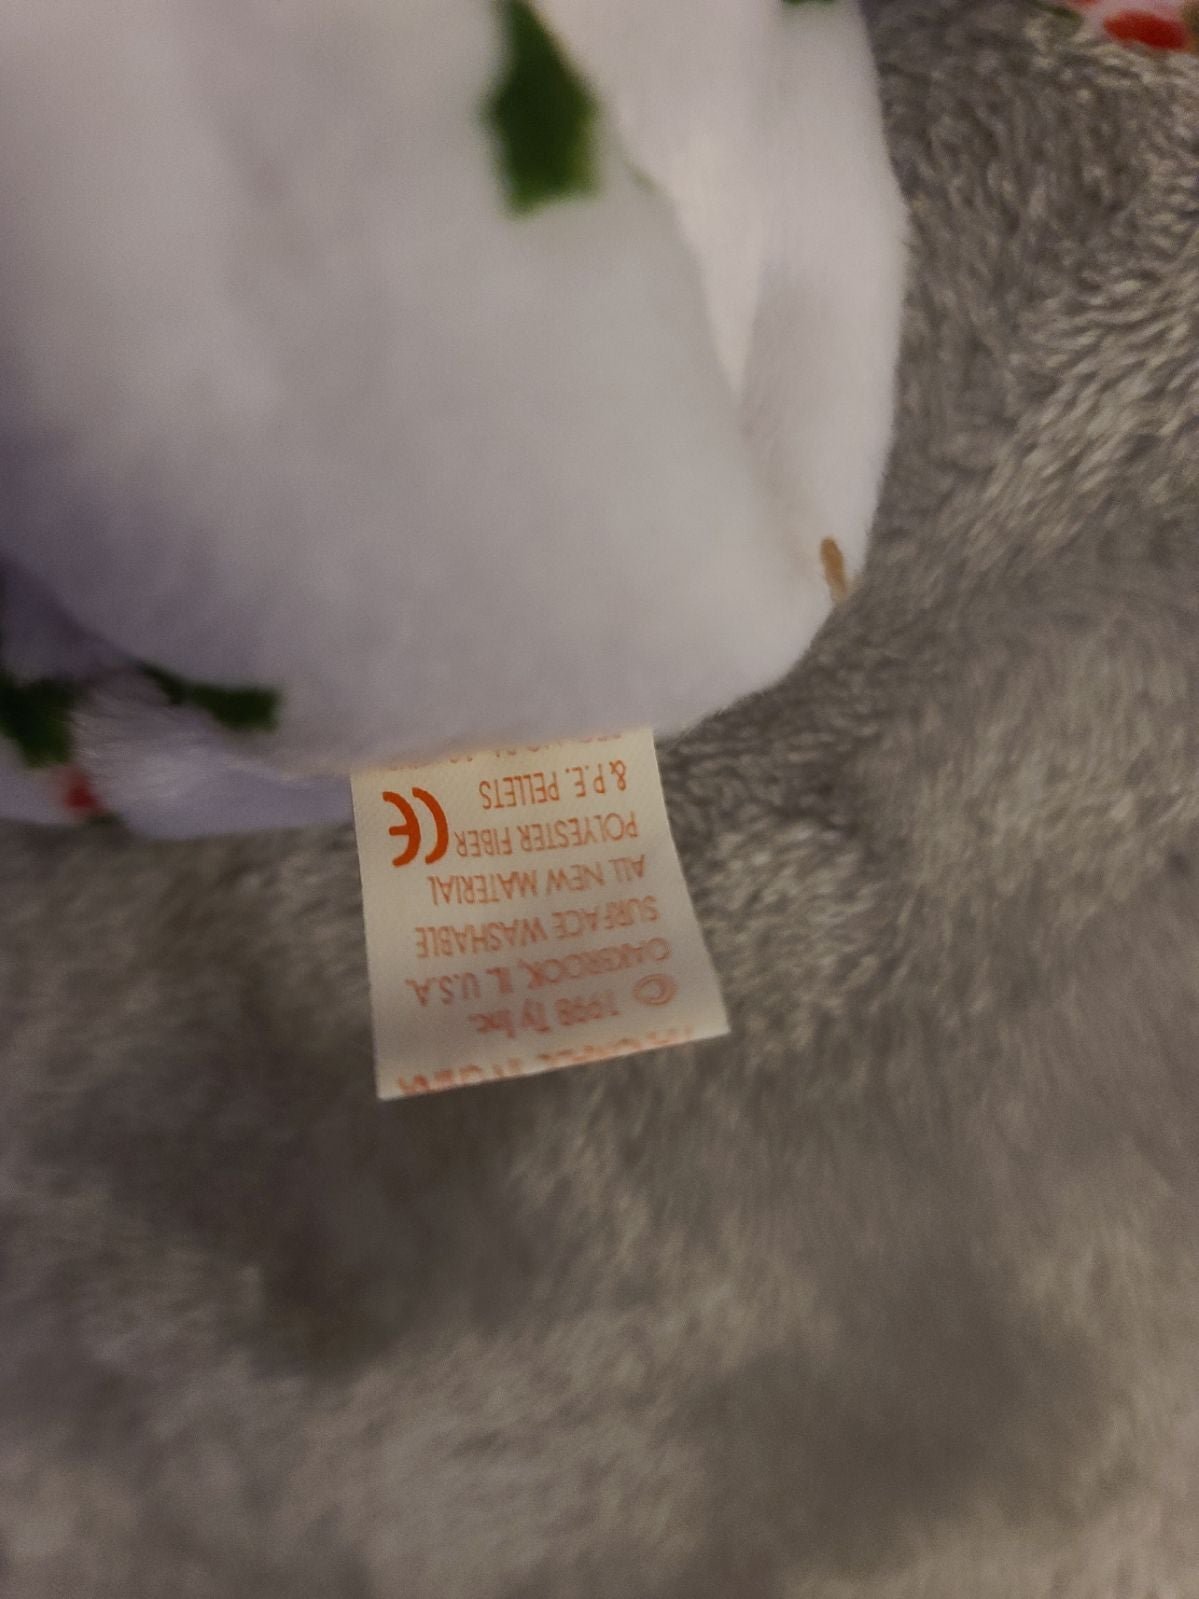 © 1998 Ty Inc.
OAKBROOK, IL U.S.A.
SURFACE WASHABLE
ALL NEW MATERIAL
POLYESTER FIBER
& P.E. PELLETS
CE